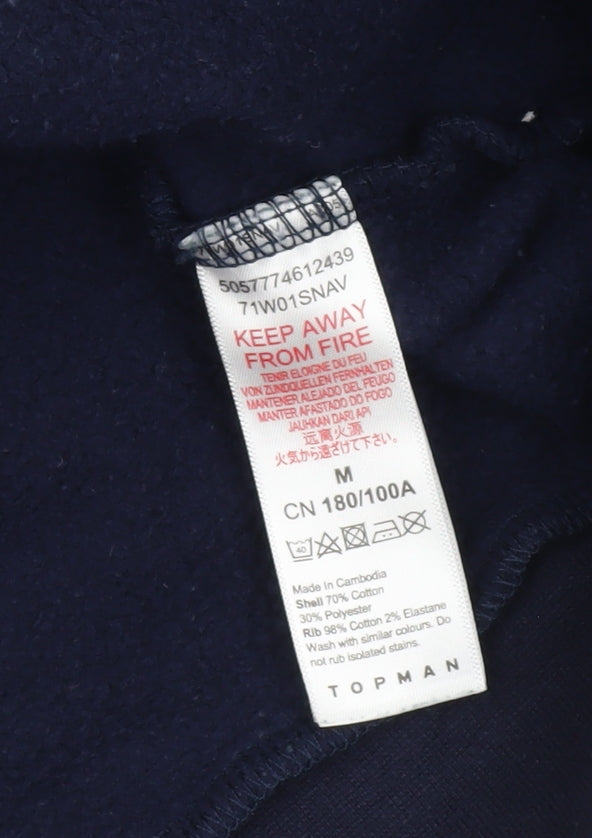 5057774612439
71W01SNAV
KEEP AWAY
FROM FIRE
TENIR ELOIGNE DU FEU
VON ZUNDQUELLEN FERNHALTEN
MANTENER ALEJADO DEL FEUGO
MANTER AFASTADO DO FOGO
JAUHKAN DARI API
远离火源
火気から遠ざけて下さい。
M
CN 180/100A
40
Made In Cambodia
Shell 70% Cotton
30% Polyester
Rib 98% Cotton 2% Elastane
Wash with similar colours. Do
not rub isolated stains.
TOPMAN